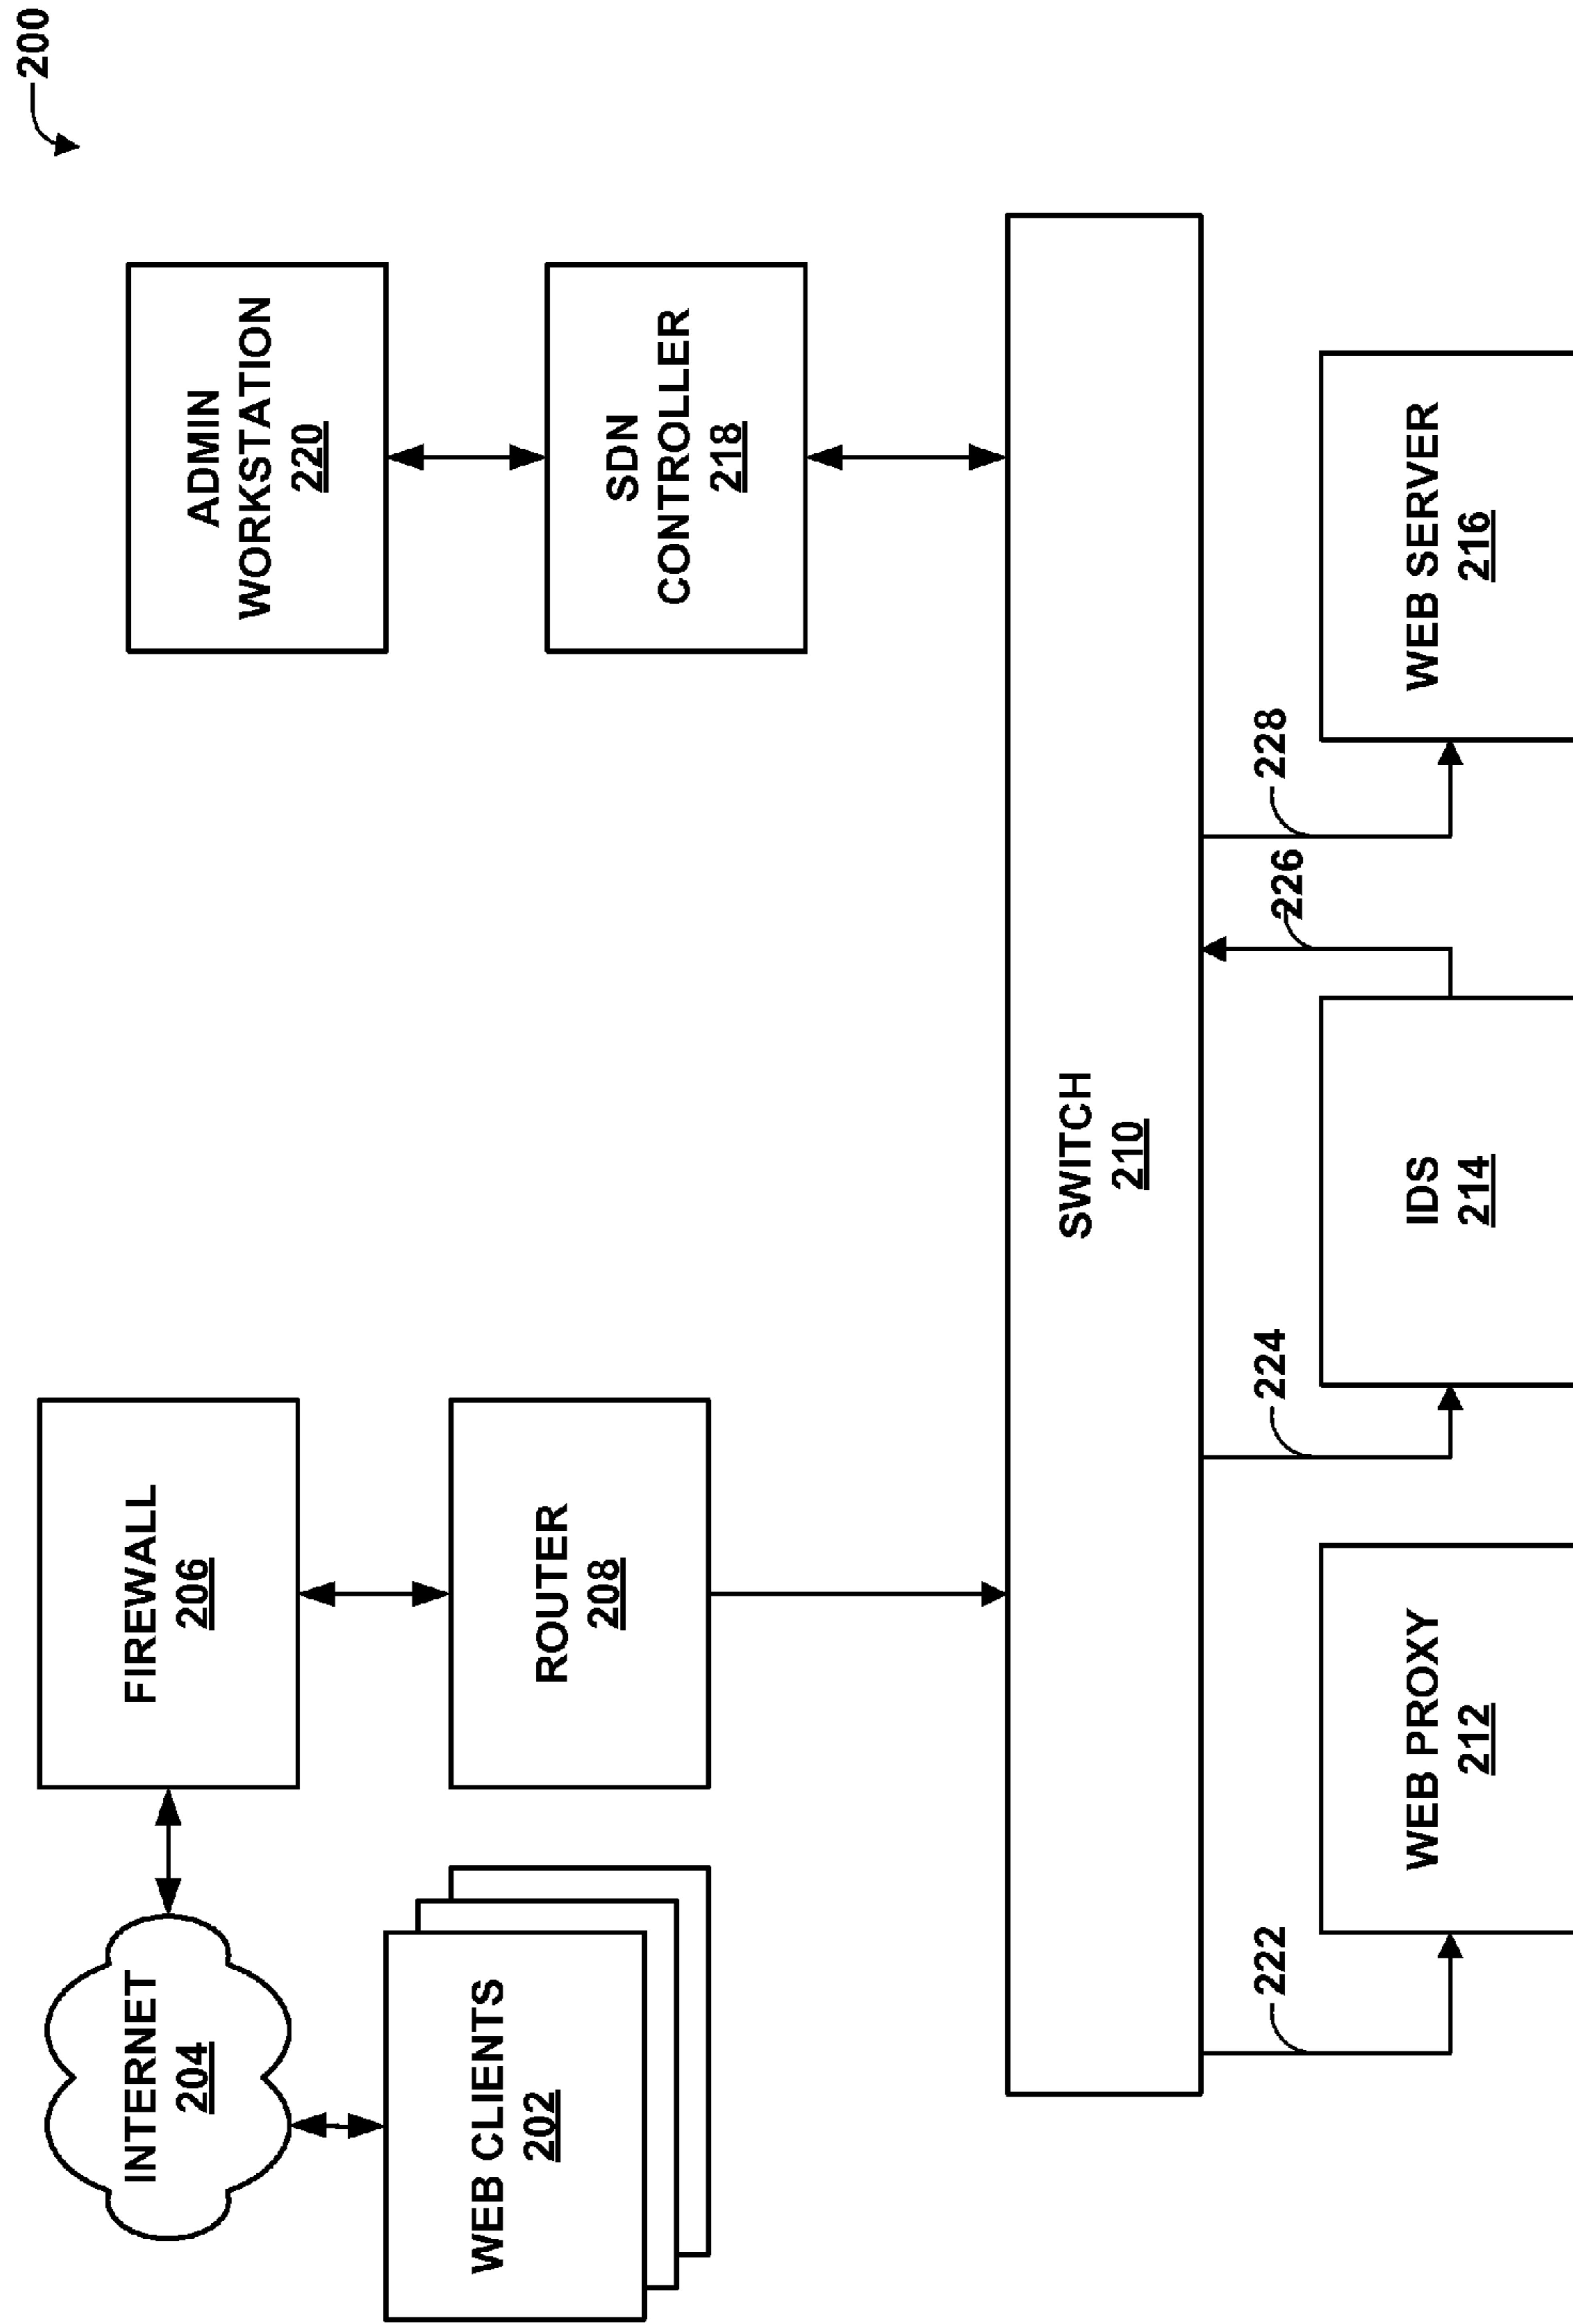 200
INTERNET
204
FIREWALL
206
ADMIN
WORKSTATION
220
WEB CLIENTS
202
ROUTER
208
SDN
CONTROLLER
218
SWITCH
210
222
224
226
228
WEB PROXY
212
IDS
214
WEB SERVER
216